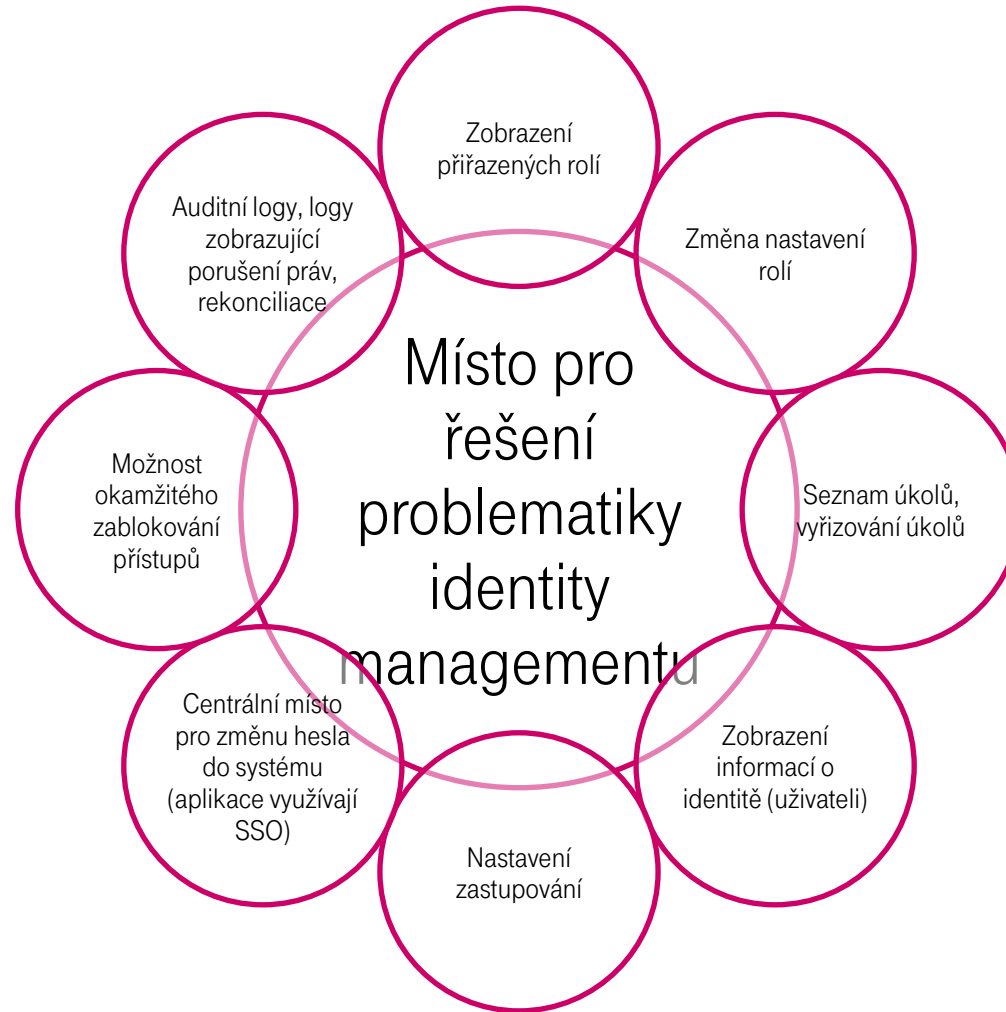 Zobrazení
přiřazených rolí
Změna nastavení
rolí
Seznam úkolů,
vyřizování úkolů
Zobrazení
informací o
identitě (uživateli)
Nastavení
zastupování
Centrální místo
pro změnu hesla
do systému
(aplikace využívají
SSO)
Možnost
okamžitého
zablokování
přístupů
Auditní logy, logy
zobrazující
porušení práv,
rekonciliace
Místo pro
řešení
problematiky
identity
managementu